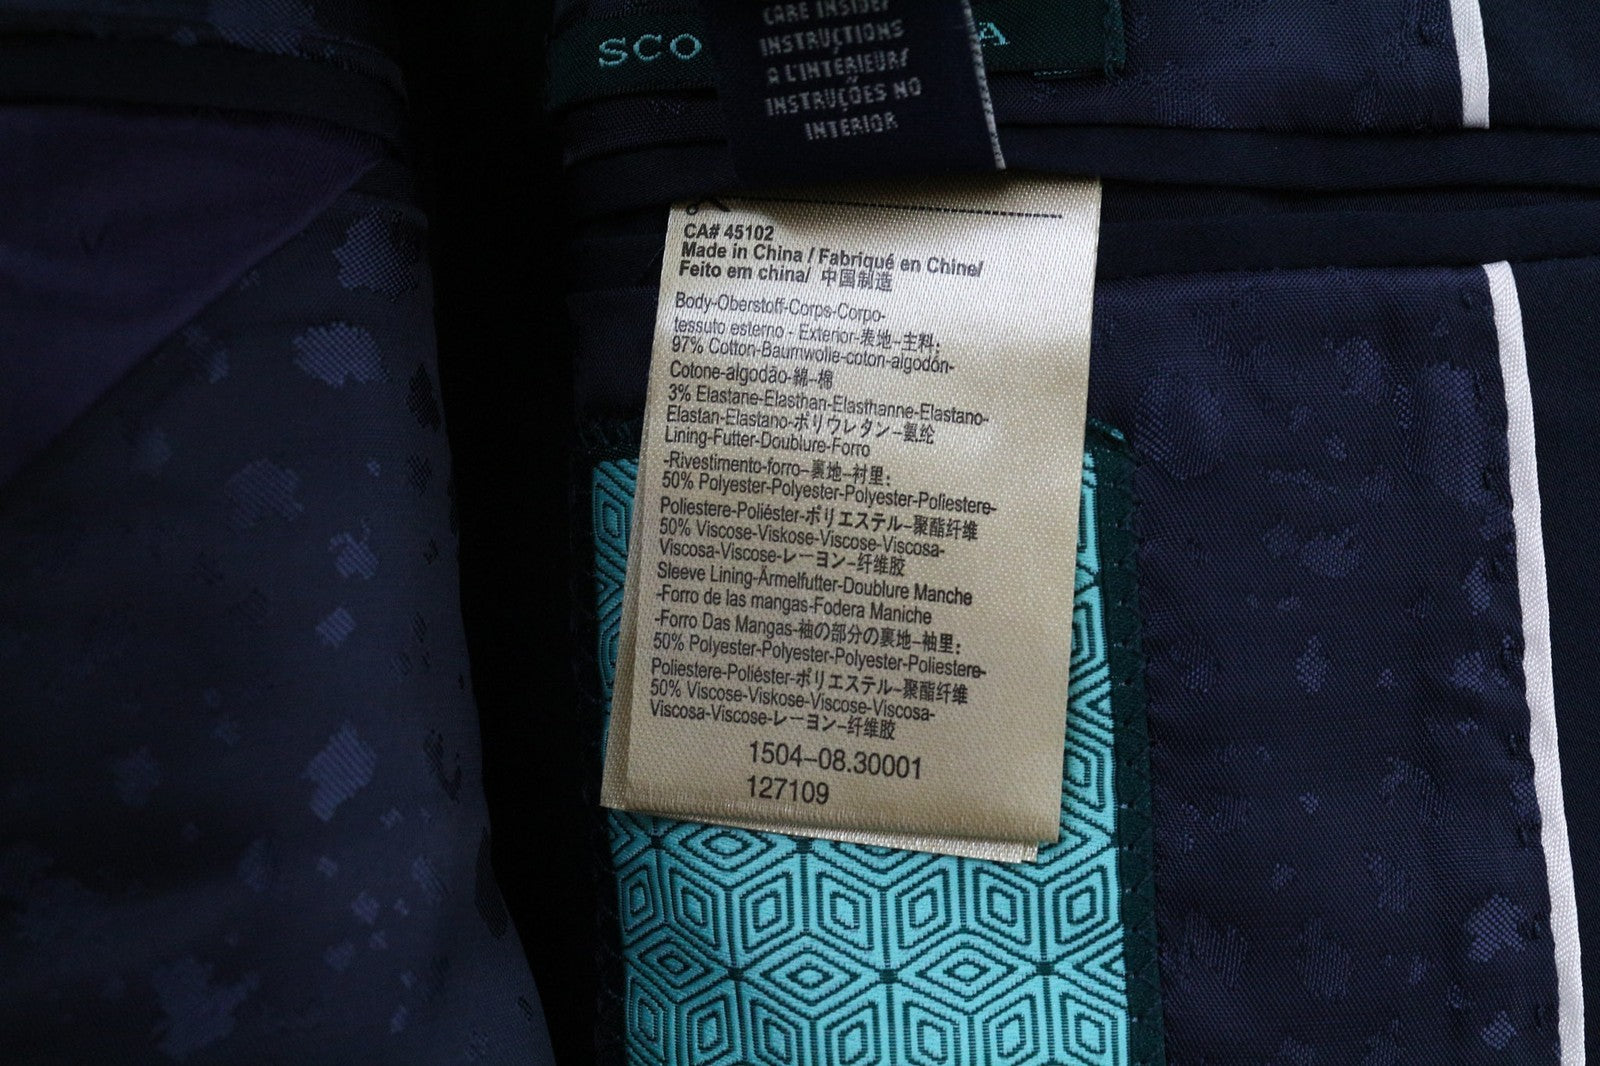 CARE INSIDE/
INSTRUCTIONS
A L'INTÉRIEUR/
INSTRUÇÕES NO
INTERIOR
SCO A
CA# 45102
Made in China / Fabriqué en Chine/
Feito em china/ 中国制造
Body-Oberstoff-Corps-Corpo-
tessuto esterno - Exterior-表地–主料:
97% Cotton-Baumwolle-coton-algodón-
Cotone-algodão-綿–棉
3% Elastane-Elasthan-Elasthanne-Elastano-
Elastan-Elastano-ポリウレタン–氨纶
Lining-Futter-Doublure-Forro
-Rivestimento-forro–裏地–衬里:
50% Polyester-Polyester-Polyester-Poliestere-
Poliestere-Poliéster-ポリエステル–聚酯纤维
50% Viscose-Viskose-Viscose-Viscosa-
Viscosa-Viscose-レーヨン–纤维胶
Sleeve Lining-Ärmelfutter-Doublure Manche
-Forro de las mangas-Fodera Maniche
-Forro Das Mangas-袖の部分の裏地–袖里:
50% Polyester-Polyester-Polyester-Poliestere-
Poliestere-Poliéster-ポリエステル–聚酯纤维
50% Viscose-Viskose-Viscose-Viscosa-
Viscosa-Viscose-レーヨン–纤维胶
1504–08.30001
127109